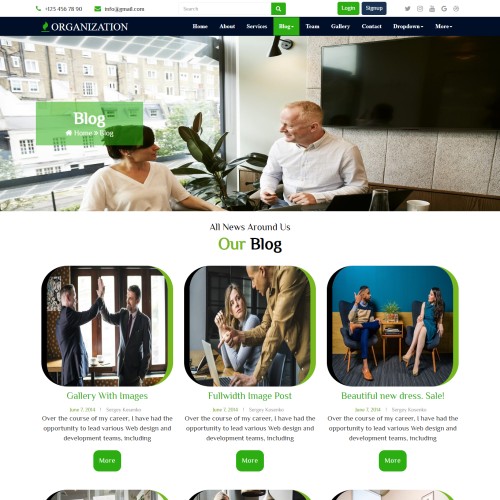 +123 456 78 90
info@gmail.com
Search
Login
Signup
ORGANIZATION
Home
About
Services
Blog
Team
Gallery
Contact
Dropdown
More
Blog
Home » Blog
All News Around Us
Our Blog
Gallery With Images
June 7, 2014 | Sergey Kosenko
Over the course of my career, I have had the
opportunity to lead various Web design and
development teams, including
More
Fullwidth Image Post
June 7, 2014 | Sergey Kosenko
Over the course of my career, I have had the
opportunity to lead various Web design and
development teams, including
More
Beautiful new dress. Sale!
June 7, 2014 | Sergey Kosenko
Over the course of my career, I have had the
opportunity to lead various Web design and
development teams, including
More